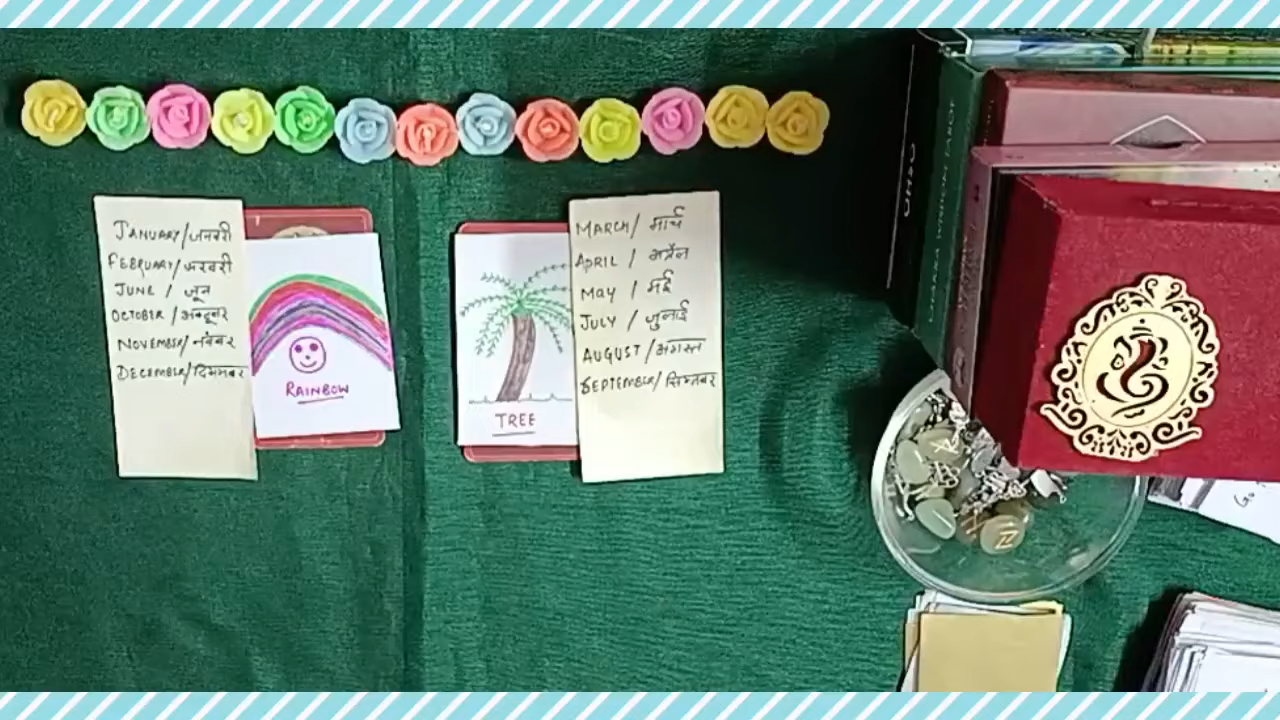 JANUARY/जनवरी
FEBRUARY/फरवरी
JUNE / जून
OCTOBER / अक्टूबर
NOVEMBER/ नवंबर
DECEMBER/दिसम्बर
RAINBOW
TREE
MARCH/ मार्च
APRIL / अप्रैल
MAY / मई
JULY / जुलाई
AUGUST /अगस्त
SEPTEMBER/ सितम्बर